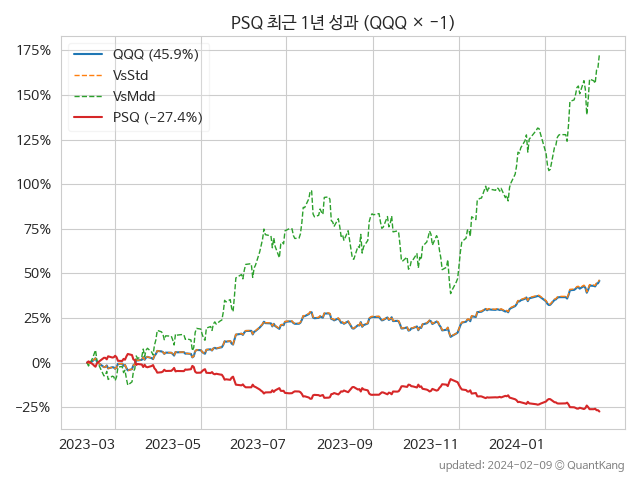 PSQ 최근 1년 성과 (QQQ × -1)
175%
150%
125%
100%
75%
50%
25%
0%
−25%
QQQ (45.9%)
VsStd
VsMdd
PSQ (-27.4%)
2023-03
2023-05
2023-07
2023-09
2023-11
2024-01
updated: 2024-02-09 © QuantKang